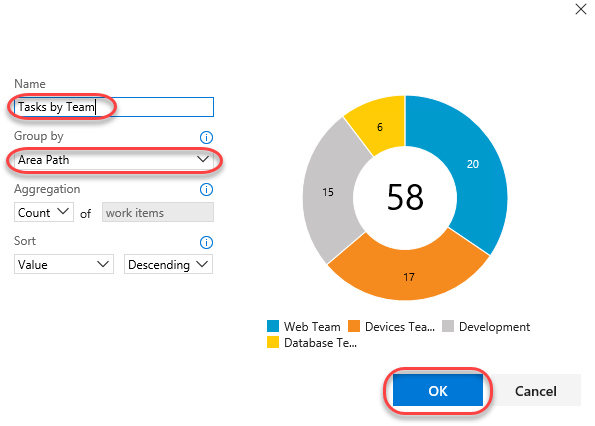 Name
Tasks by Team
Group by
Area Path
Aggregation
Count of work items
Sort
Value Descending
20
17
15
6
58
Web Team Devices Tea... Development
Database Te...
OK Cancel